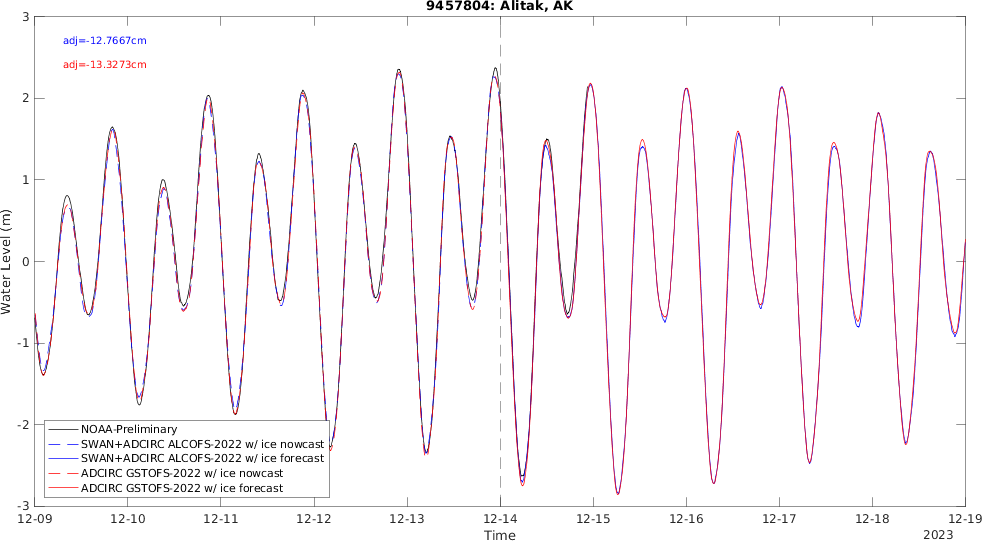 9457804: Alitak, AK
adj=-12.7667cm
adj=-13.3273cm
3
2
1
0
-1
-2
-3
Water Level (m)
NOAA-Preliminary
SWAN+ADCIRC ALCOFS-2022 w/ ice nowcast
SWAN+ADCIRC ALCOFS-2022 w/ ice forecast
ADCIRC GSTOFS-2022 w/ ice nowcast
ADCIRC GSTOFS-2022 w/ ice forecast
12-09 12-10 12-11 12-12 12-13 12-14 12-15 12-16 12-17 12-18 12-19
Time
2023